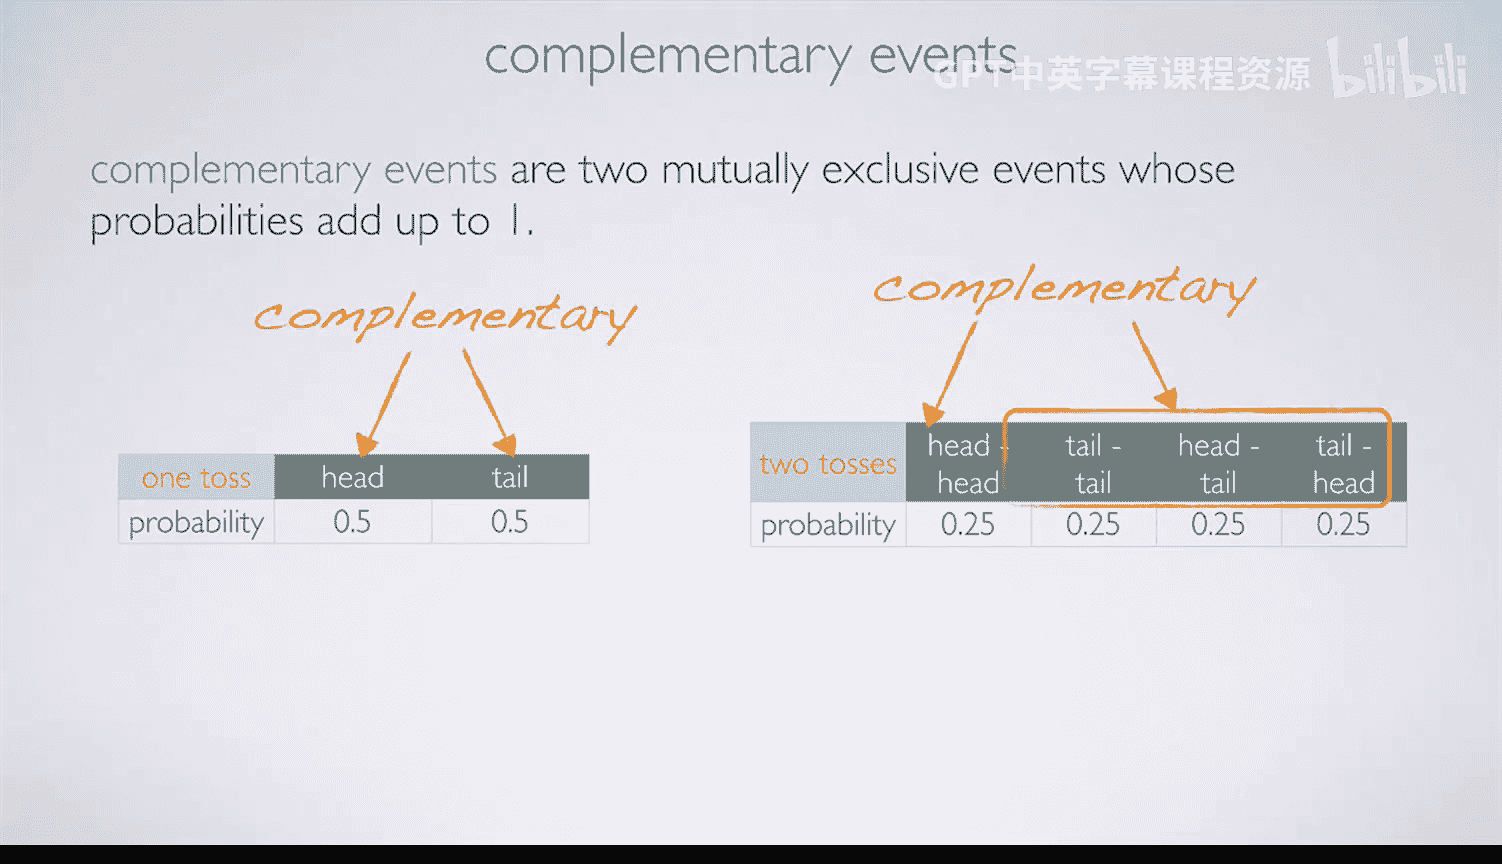 complementary events
GPT中英字幕课程资源 bilibili
complementary events are two mutually exclusive events whose
probabilities add up to 1.
complementary
complementary
one toss head tail
probability 0.5 0.5
two tosses head - head tail - tail head - tail tail - head
probability 0.25 0.25 0.25 0.25